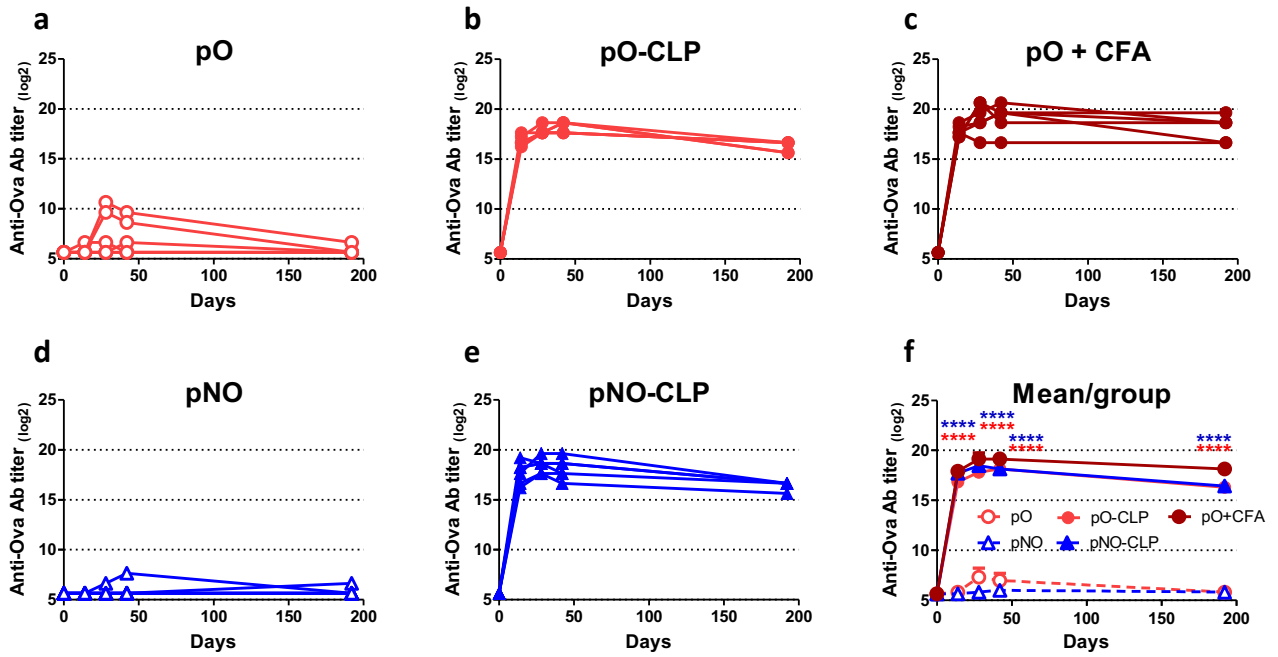 a
pO
Anti-Ova Ab titer (log2)
25
20
15
10
5
0 50 100 150 200
Days
b
pO-CLP
Anti-Ova Ab titer (log2)
25
20
15
10
5
0 50 100 150 200
Days
c
pO + CFA
Anti-Ova Ab titer (log2)
25
20
15
10
5
0 50 100 150 200
Days
d
pNO
Anti-Ova Ab titer (log2)
25
20
15
10
5
0 50 100 150 200
Days
e
pNO-CLP
Anti-Ova Ab titer (log2)
25
20
15
10
5
0 50 100 150 200
Days
f
Mean/group
Anti-Ova Ab titer (log2)
25
20
15
10
5
**** **** **** ****
**** **** **** ****
pO pO-CLP pO+CFA
pNO pNO-CLP
0 50 100 150 200
Days